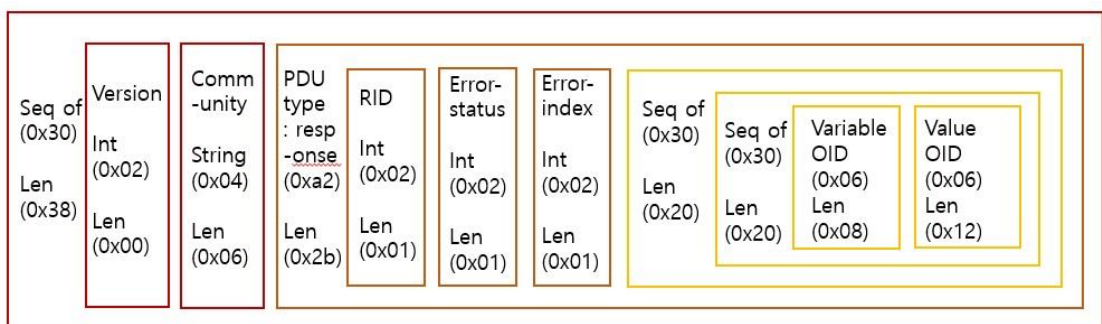 Seq of
(0x30)
Len
(0x38)
Version
Int
(0x02)
Len
(0x00)
Comm
-unity
String
(0x04)
Len
(0x06)
PDU
type
: resp
-onse
(0xa2)
Len
(0x2b)
RID
Int
(0x02)
Len
(0x01)
Error-
status
Int
(0x02)
Len
(0x01)
Error-
index
Int
(0x02)
Len
(0x01)
Seq of
(0x30)
Len
(0x20)
Seq of
(0x30)
Len
(0x20)
Variable
OID
(0x06)
Len
(0x08)
Value
OID
(0x06)
Len
(0x12)